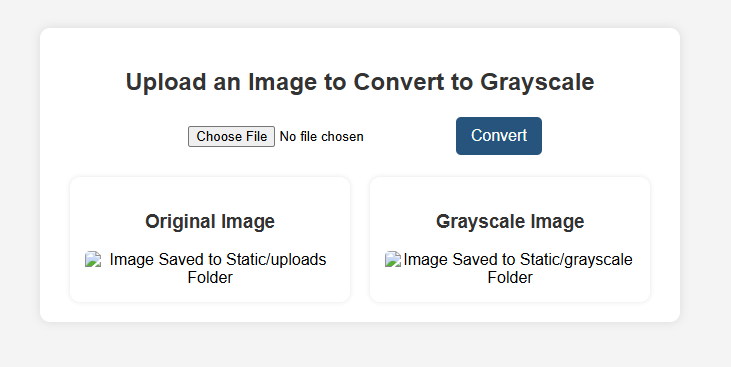 Upload an Image to Convert to Grayscale
Choose File No file chosen
Convert
Original Image
Image Saved to Static/uploads
Folder
Grayscale Image
Image Saved to Static/grayscale
Folder